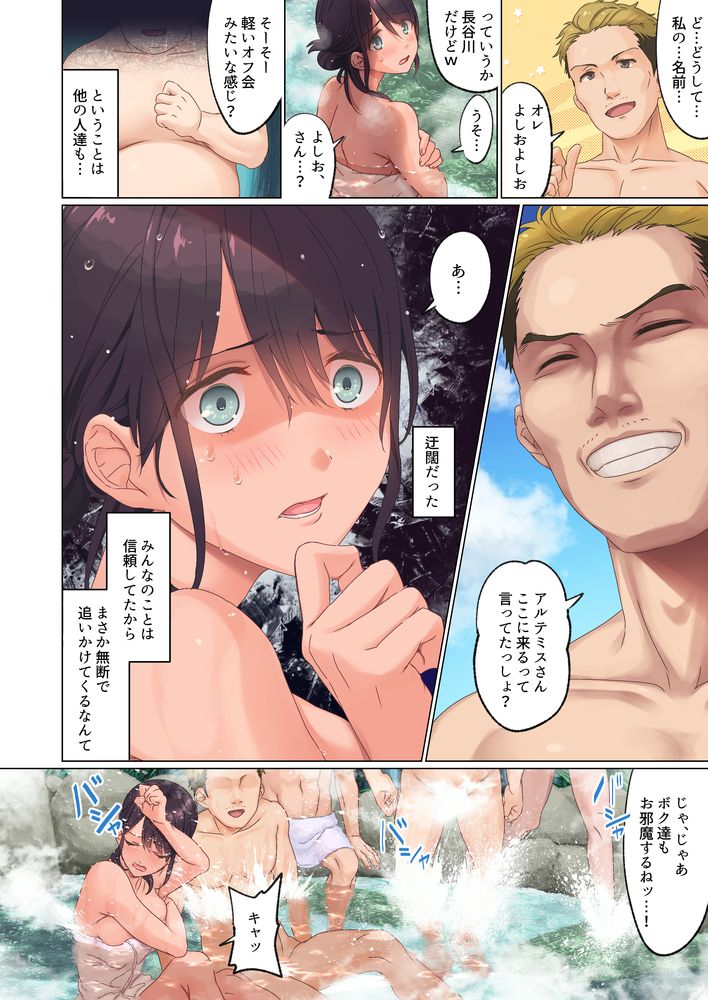 ど…どうして…
私の…名前…
オレ
よしおよしお
っていうか
長谷川
だけどｗ
うそ…
よしお、
さん…？
そーそー
軽いオフ会
みたいな感じ？
ということは
他の人達も…
アルテミスさん
ここに来るって
言ってたっしょ？
あ…
迂闊だった
みんなのことは
信頼してたから
まさか無断で
追いかけてくるなんて
じゃ、じゃあ
ボク達も
お邪魔するねッ…！
バシャ
バシャ
バシャ
キャッ